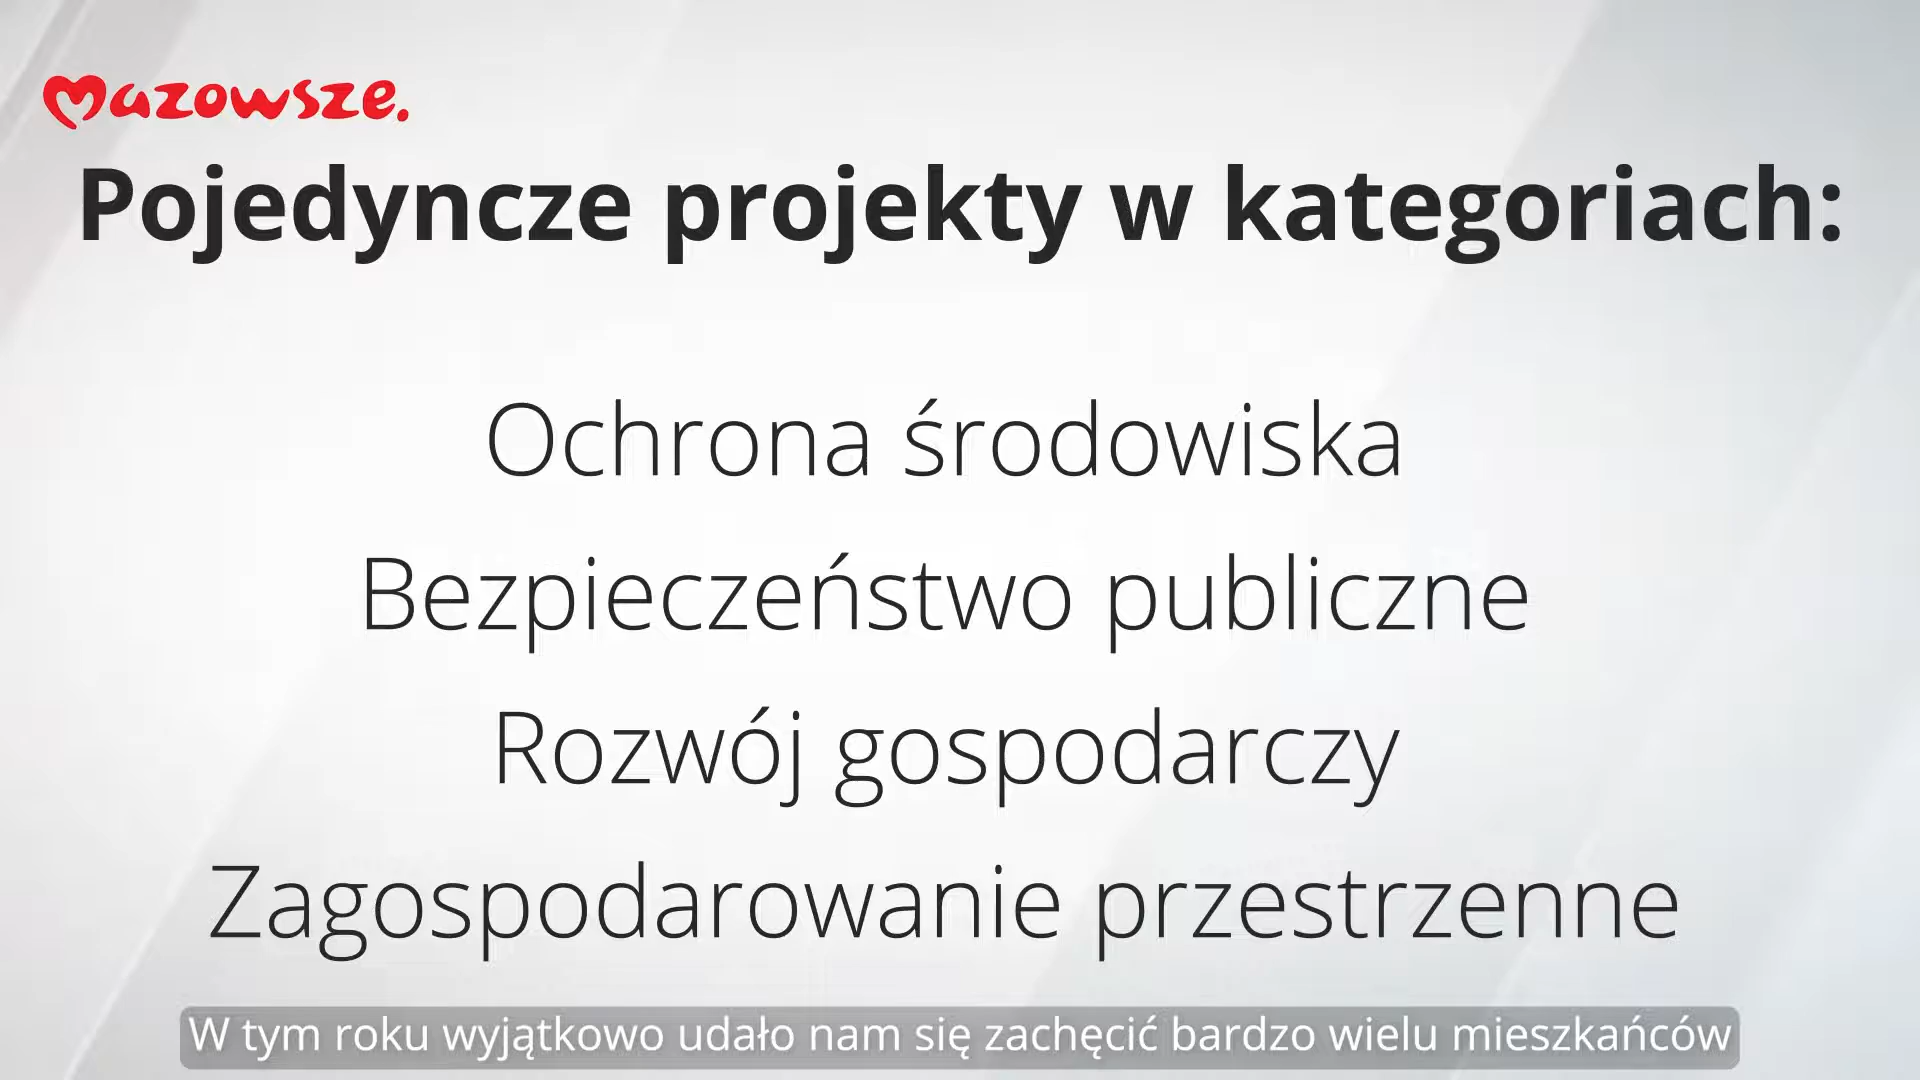 Mazowsze.
Pojedyncze projekty w kategoriach:
Ochrona środowiska
Bezpieczeństwo publiczne
Rozwój gospodarczy
Zagospodarowanie przestrzenne
W tym roku wyjątkowo udało nam się zachęcić bardzo wielu mieszkańców